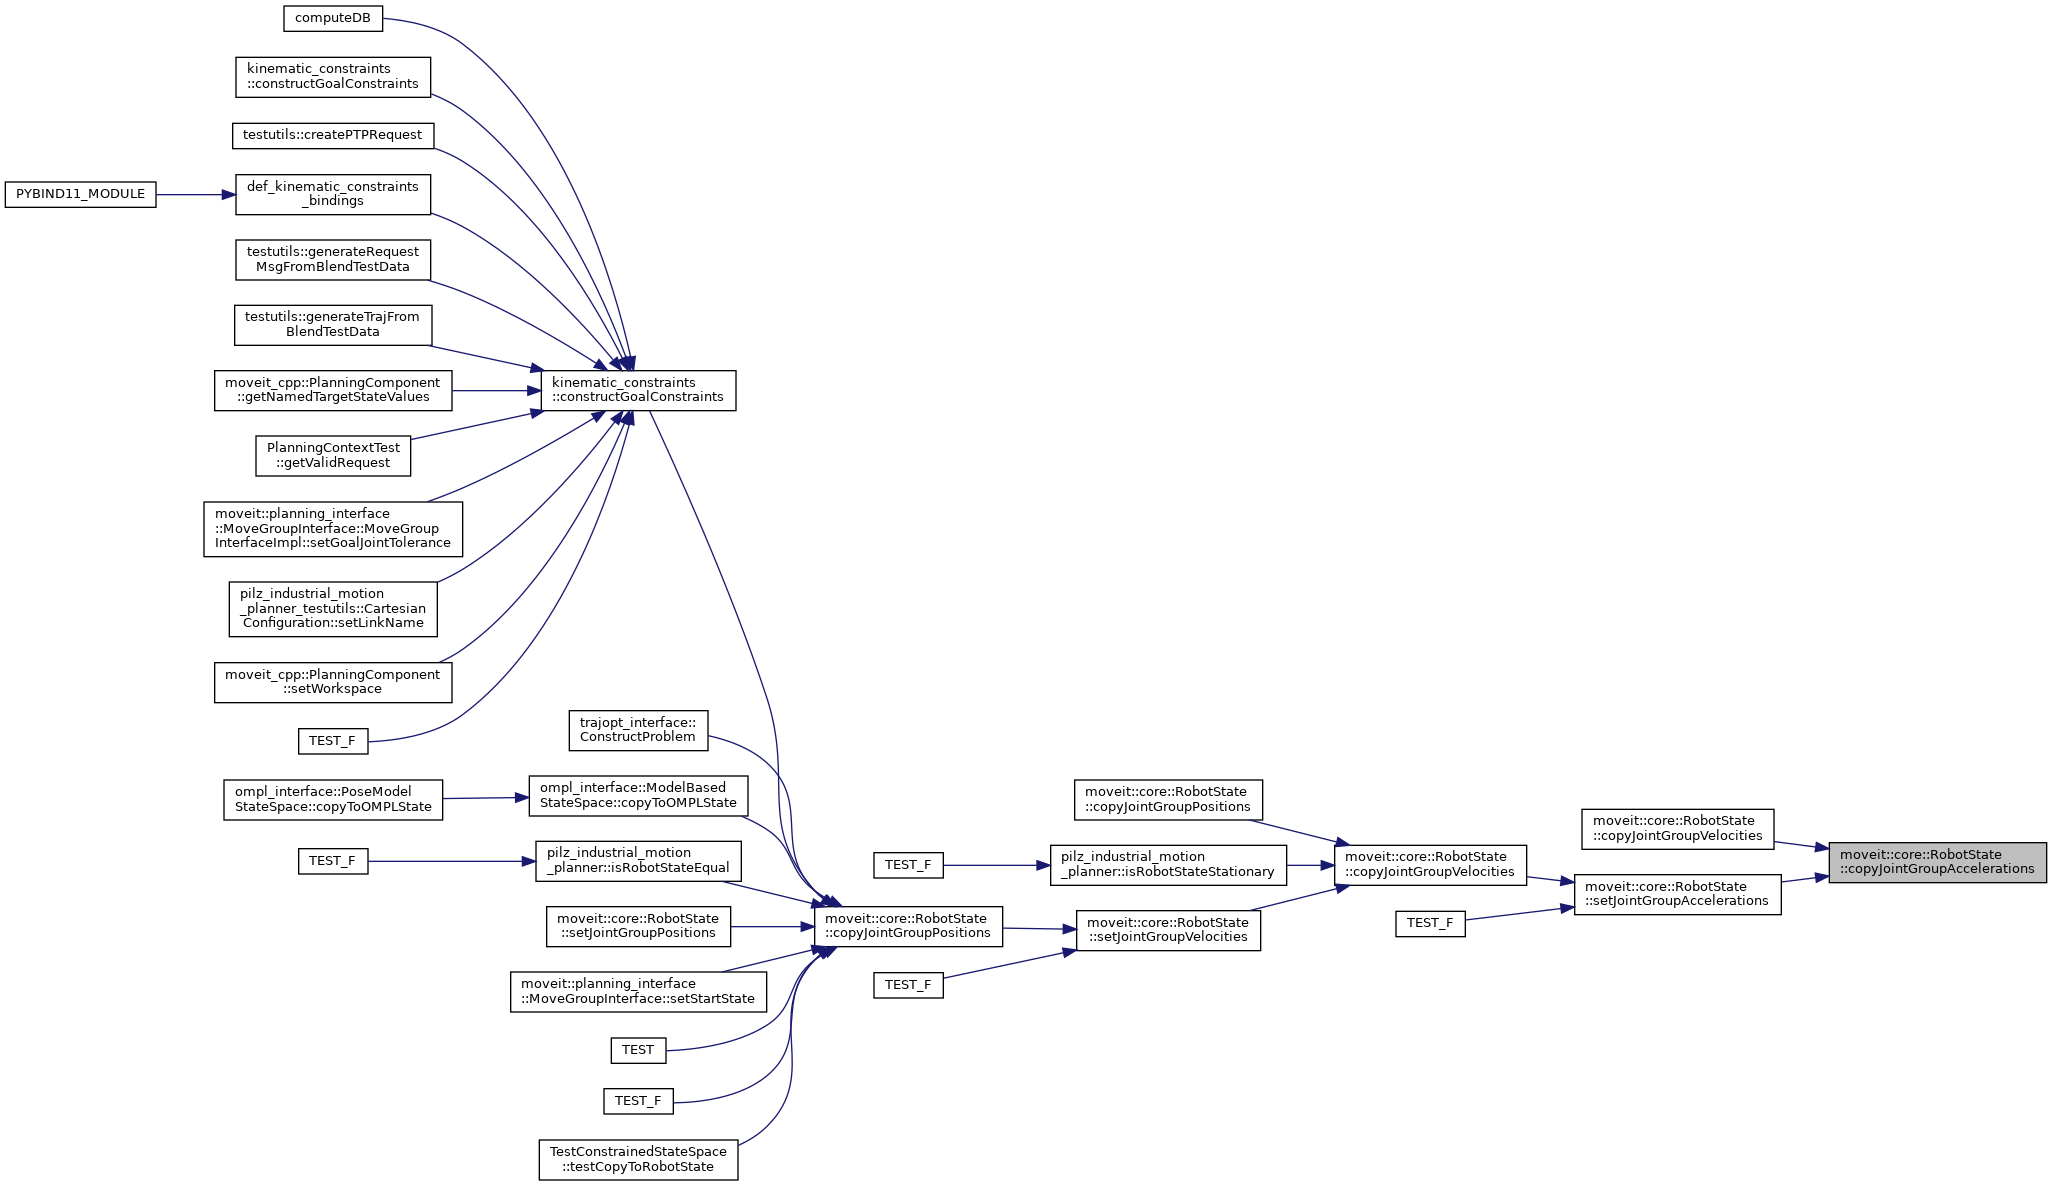 computeDB
kinematic_constraints
::constructGoalConstraints
testutils::createPTPRequest
PYBIND11_MODULE
def_kinematic_constraints
_bindings
testutils::generateRequest
MsgFromBlendTestData
testutils::generateTrajFrom
BlendTestData
moveit_cpp::PlanningComponent
::getNamedTargetStateValues
kinematic_constraints
::constructGoalConstraints
PlanningContextTest
::getValidRequest
moveit::planning_interface
::MoveGroupInterface::MoveGroup
InterfaceImpl::setGoalJointTolerance
pilz_industrial_motion
_planner_testutils::Cartesian
Configuration::setLinkName
moveit_cpp::PlanningComponent
::setWorkspace
TEST_F
trajopt_interface::
ConstructProblem
ompl_interface::PoseModel
StateSpace::copyToOMPLState
ompl_interface::ModelBased
StateSpace::copyToOMPLState
TEST_F
pilz_industrial_motion
_planner::isRobotStateEqual
moveit::core::RobotState
::setJointGroupPositions
moveit::planning_interface
::MoveGroupInterface::setStartState
TEST
TEST_F
TestConstrainedStateSpace
::testCopyToRobotState
moveit::core::RobotState
::copyJointGroupPositions
TEST_F
TEST_F
moveit::core::RobotState
::copyJointGroupPositions
pilz_industrial_motion
_planner::isRobotStateStationary
moveit::core::RobotState
::setJointGroupVelocities
moveit::core::RobotState
::copyJointGroupVelocities
TEST_F
moveit::core::RobotState
::copyJointGroupVelocities
moveit::core::RobotState
::setJointGroupAccelerations
moveit::core::RobotState
::copyJointGroupAccelerations